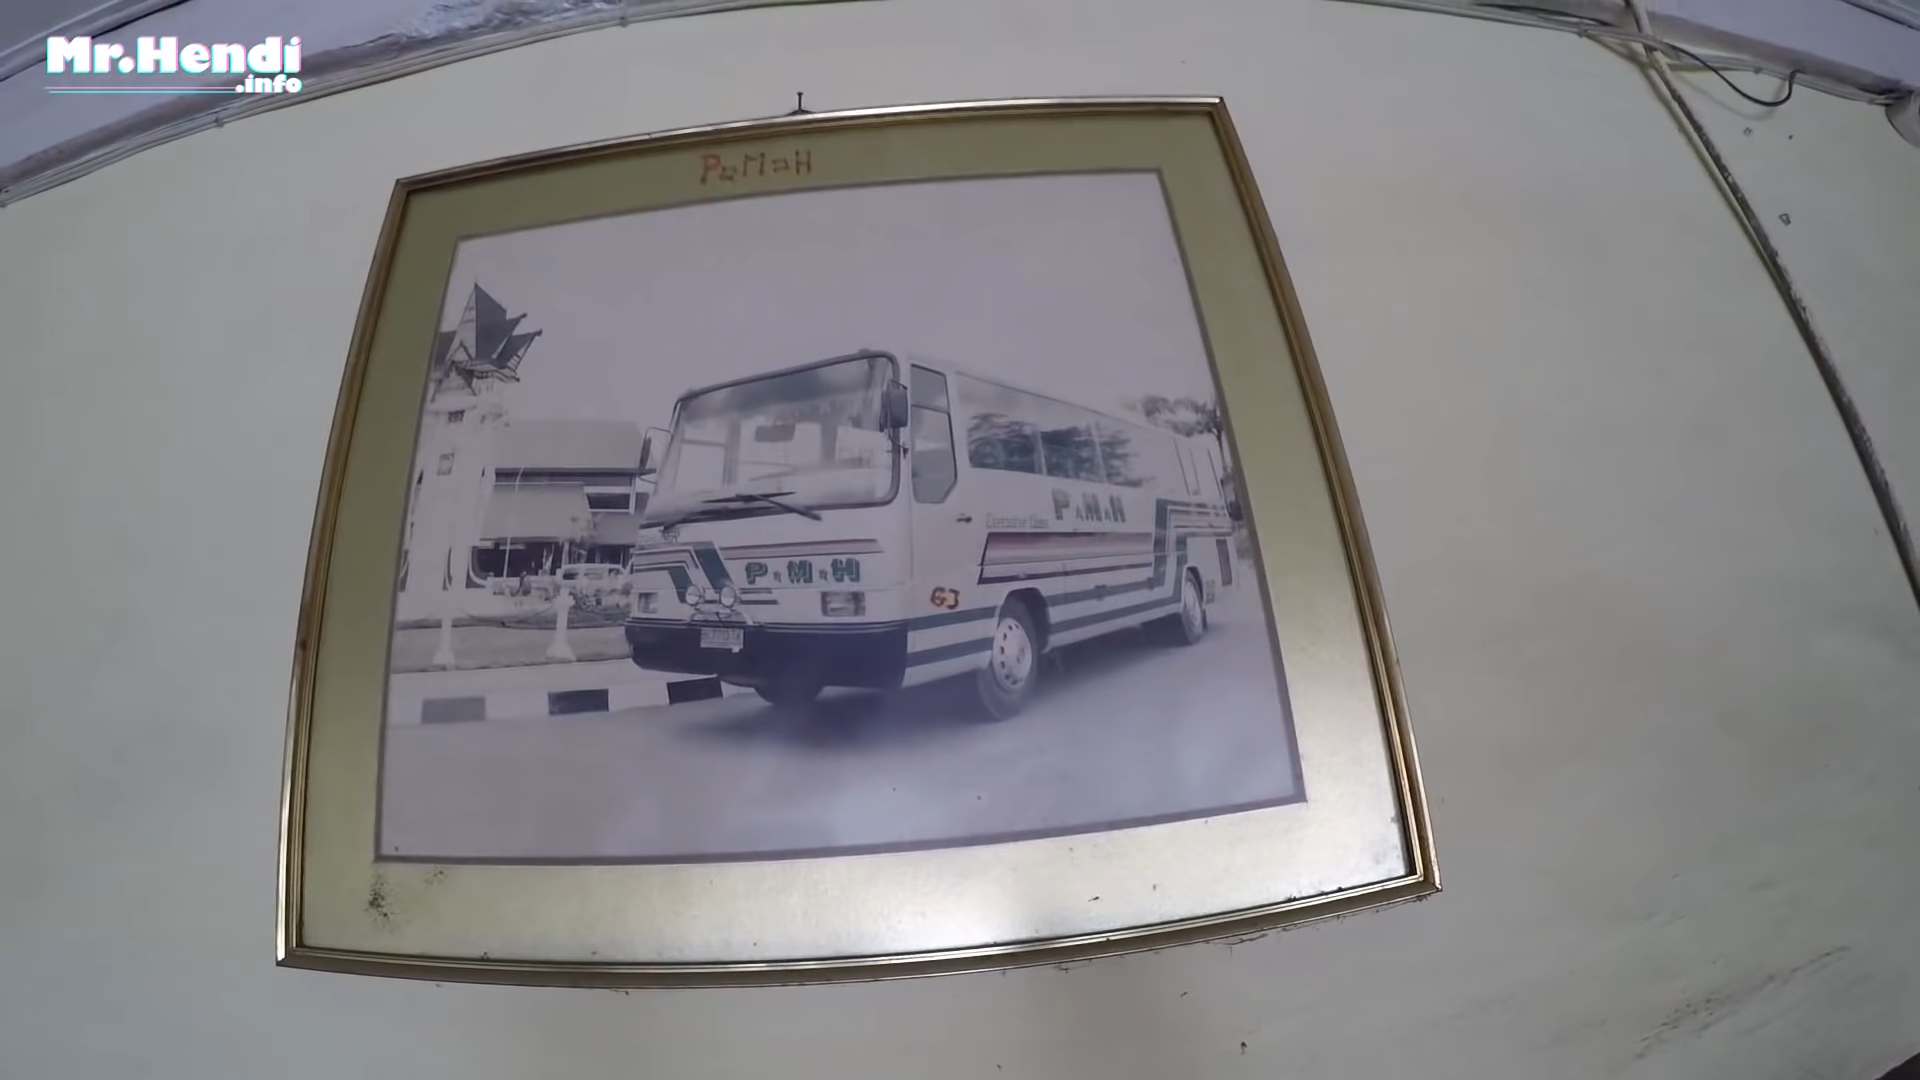 Mr.Hendi
.info
P☆M☆H
Executive Class
P☆M☆H
P☆M☆H
63